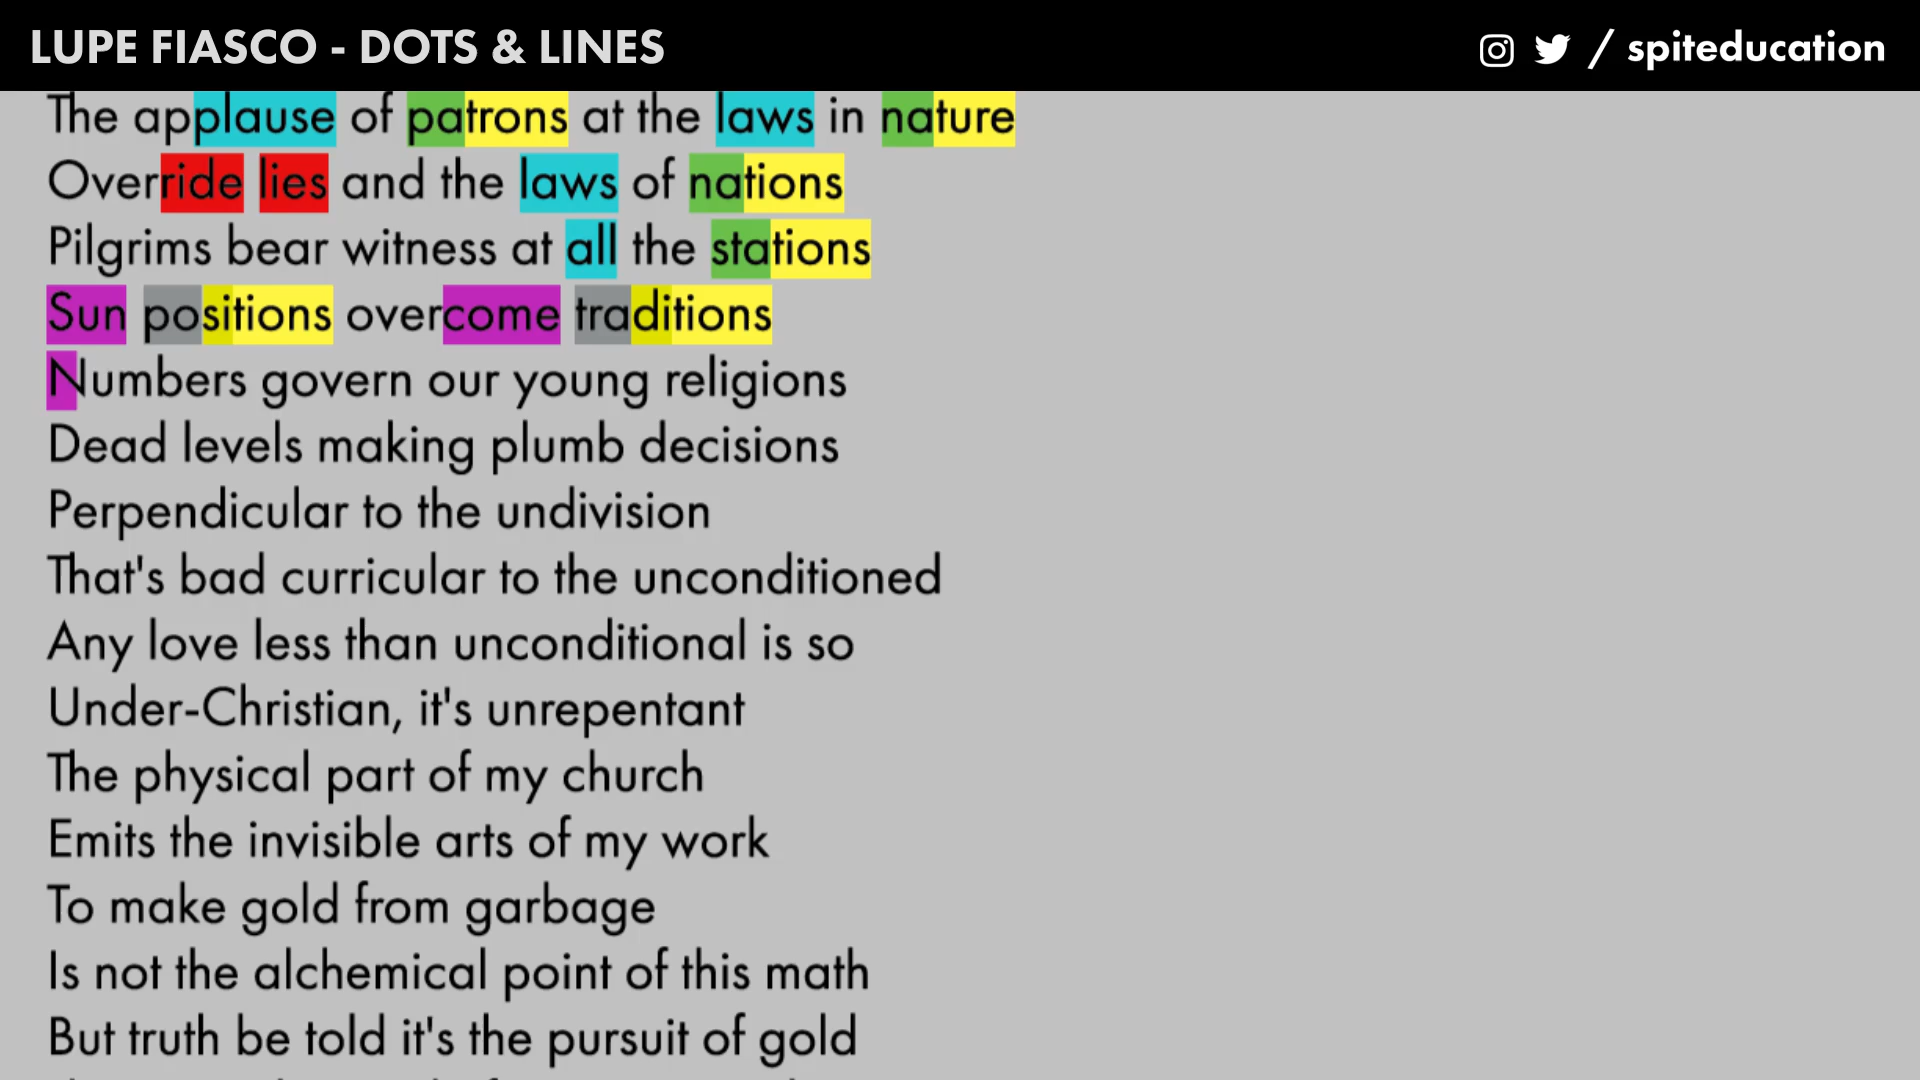 LUPE FIASCO - DOTS & LINES
/ spiteducation
The applause of patrons at the laws in nature
Override lies and the laws of nations
Pilgrims bear witness at all the stations
Sun positions overcome traditions
Numbers govern our young religions
Dead levels making plumb decisions
Perpendicular to the undivision
That's bad curricular to the unconditioned
Any love less than unconditional is so
Under-Christian, it's unrepentant
The physical part of my church
Emits the invisible arts of my work
To make gold from garbage
Is not the alchemical point of this math
But truth be told it's the pursuit of gold